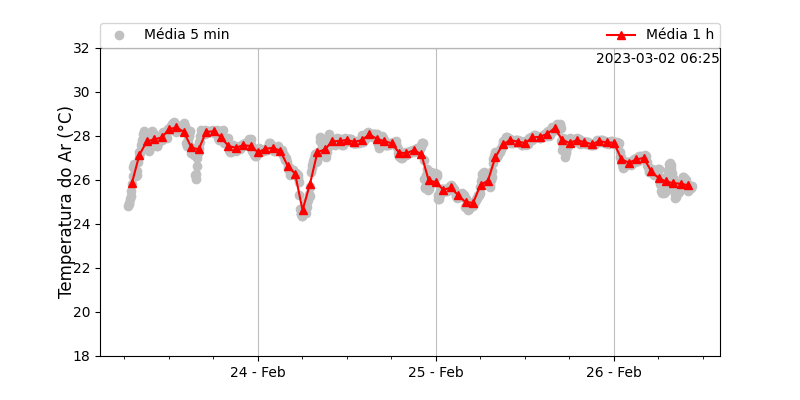 Média 5 min
Média 1 h
2023-03-02 06:25
Temperatura do Ar (°C)
32
30
28
26
24
22
20
18
24 - Feb
25 - Feb
26 - Feb